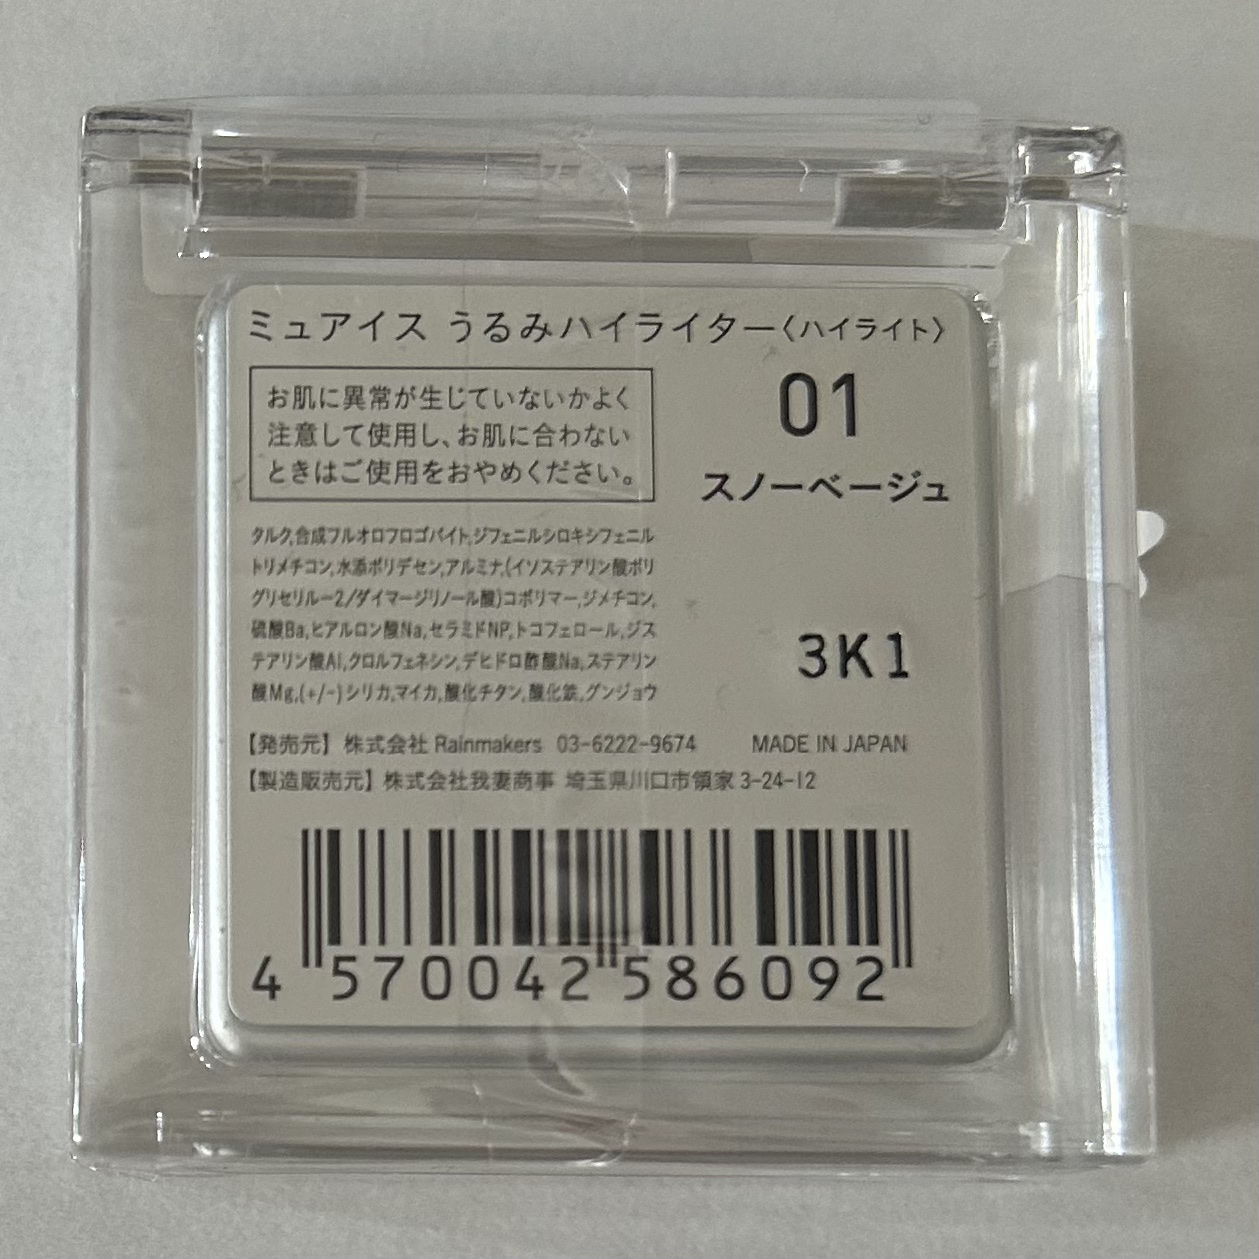 ミュアイス うるみハイライター〈ハイライト〉
お肌に異常が生じていないかよく
注意して使用し、お肌に合わない
ときはご使用をおやめください。
01
スノーベージュ
タルク,合成フルオロフロゴパイト,ジフェニルシロキシフェニル
トリメチコン,水添ポリデセン,アルミナ,(イソステアリン酸ポリ
グリセリル－2/ダイマージリノール酸)コポリマー,ジメチコン,
硫酸Ba,ヒアルロン酸Na,セラミドNP,トコフェロール,ジス
テアリン酸Al,クロルフェネシン,デヒドロ酢酸Na,ステアリン
酸Mg,(+/-)シリカ,マイカ,酸化チタン,酸化鉄,グンジョウ
3K1
【発売元】株式会社 Rainmakers 03-6222-9674 MADE IN JAPAN
【製造販売元】株式会社我妻商事 埼玉県川口市領家 3-24-12
4 570042 586092